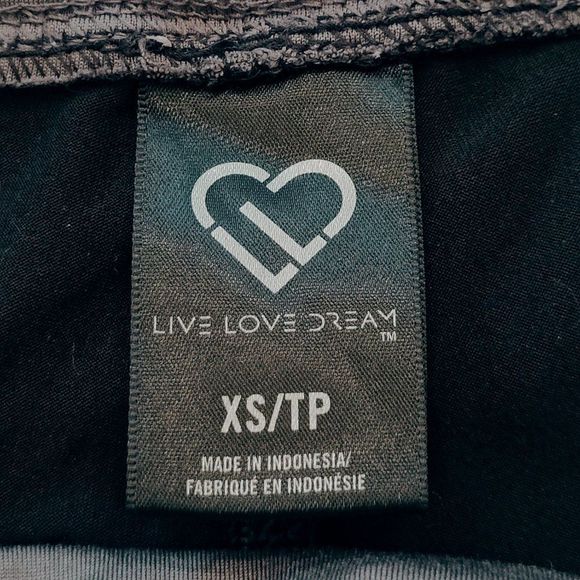 LIVE LOVE DREAM
TM
XS/TP
MADE IN INDONESIA/
FABRIQUÉ EN INDONÉSIE